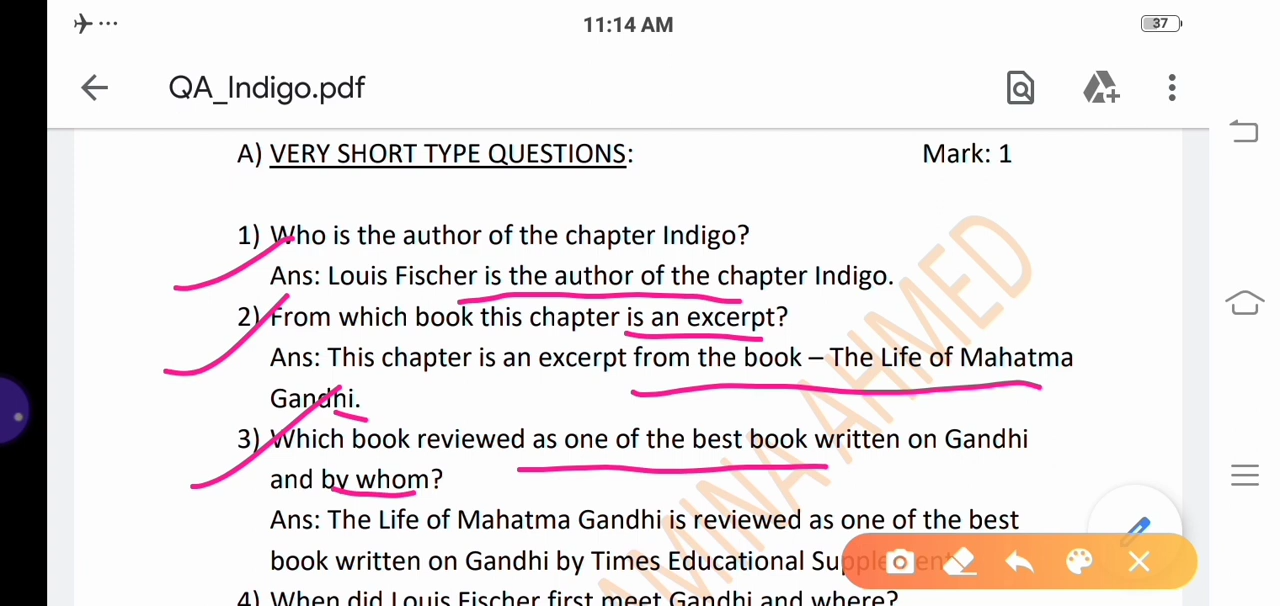 11:14 AM
37
QA_Indigo.pdf
A) VERY SHORT TYPE QUESTIONS: Mark: 1
1) Who is the author of the chapter Indigo?
Ans: Louis Fischer is the author of the chapter Indigo.
2) From which book this chapter is an excerpt?
Ans: This chapter is an excerpt from the book – The Life of Mahatma
Gandhi.
3) Which book reviewed as one of the best book written on Gandhi
and by whom?
Ans: The Life of Mahatma Gandhi is reviewed as one of the best
book written on Gandhi by Times Educational
4) When did Louis Fischer first meet Gandhi and where?
AMINA AHMED